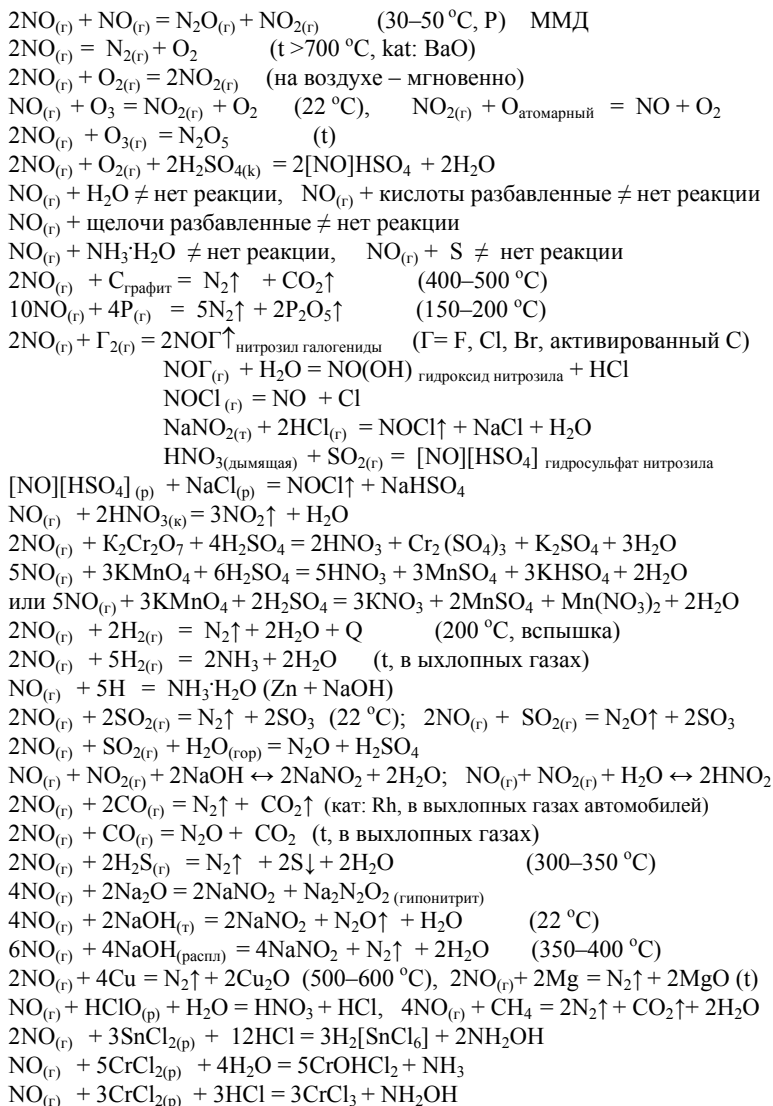 2NO(г) + NO(г) = N₂O(г) + NO₂(г) (30–50 °C, P) ММД
2NO(г) = N₂(г) + O₂ (t >700 °C, kat: BaO)
2NO(г) + O₂(г) = 2NO₂(г) (на воздухе – мгновенно)
NO(г) + O₃ = NO₂(г) + O₂ (22 °C), NO₂(г) + Oатомарный = NO + O₂
2NO(г) + O₃(г) = N₂O₅ (t)
2NO(г) + O₂(г) + 2H₂SO₄(k) = 2[NO]HSO₄ + 2H₂O
NO(г) + H₂O ≠ нет реакции, NO(г) + кислоты разбавленные ≠ нет реакции
NO(г) + щелочи разбавленные ≠ нет реакции
NO(г) + NH₃·H₂O ≠ нет реакции, NO(г) + S ≠ нет реакции
2NO(г) + Cграфит = N₂↑ + CO₂↑ (400–500 °C)
10NO(г) + 4P(г) = 5N₂↑ + 2P₂O₅↑ (150–200 °C)
2NO(г) + Г₂(г) = 2NOГ↑нитрозил галогениды (Г= F, Cl, Br, активированный C)
NOГ(г) + H₂O = NO(OH) гидроксид нитрозила + HCl
NOCl (г) = NO + Cl
NaNO₂(т) + 2HCl(г) = NOCl↑ + NaCl + H₂O
HNO₃(дымящая) + SO₂(г) = [NO][HSO₄] гидросульфат нитрозила
[NO][HSO₄] (р) + NaCl(р) = NOCl↑ + NaHSO₄
NO(г) + 2HNO₃(к) = 3NO₂↑ + H₂O
2NO(г) + K₂Cr₂O₇ + 4H₂SO₄ = 2HNO₃ + Cr₂ (SO₄)₃ + K₂SO₄ + 3H₂O
5NO(г) + 3KMnO₄ + 6H₂SO₄ = 5HNO₃ + 3MnSO₄ + 3KHSO₄ + 2H₂O
или 5NO(г) + 3KMnO₄ + 2H₂SO₄ = 3KNO₃ + 2MnSO₄ + Mn(NO₃)₂ + 2H₂O
2NO(г) + 2H₂(г) = N₂↑ + 2H₂O + Q (200 °C, вспышка)
2NO(г) + 5H₂(г) = 2NH₃ + 2H₂O (t, в ыхлопных газах)
NO(г) + 5H = NH₃·H₂O (Zn + NaOH)
2NO(г) + 2SO₂(г) = N₂↑ + 2SO₃ (22 °C); 2NO(г) + SO₂(г) = N₂O↑ + 2SO₃
2NO(г) + SO₂(г) + H₂O(гор) = N₂O + H₂SO₄
NO(г) + NO₂(г) + 2NaOH ↔ 2NaNO₂ + 2H₂O; NO(г)+ NO₂(г) + H₂O ↔ 2HNO₂
2NO(г) + 2CO(г) = N₂↑ + CO₂↑ (кат: Rh, в выхлопных газах автомобилей)
2NO(г) + CO(г) = N₂O + CO₂ (t, в выхлопных газах)
2NO(г) + 2H₂S(г) = N₂↑ + 2S↓ + 2H₂O (300–350 °C)
4NO(г) + 2Na₂O = 2NaNO₂ + Na₂N₂O₂ (гипонитрит)
4NO(г) + 2NaOH(т) = 2NaNO₂ + N₂O↑ + H₂O (22 °C)
6NO(г) + 4NaOH(распл) = 4NaNO₂ + N₂↑ + 2H₂O (350–400 °C)
2NO(г) + 4Cu = N₂↑ + 2Cu₂O (500–600 °C), 2NO(г)+ 2Mg = N₂↑ + 2MgO (t)
NO(г) + HClO(р) + H₂O = HNO₃ + HCl, 4NO(г) + CH₄ = 2N₂↑ + CO₂↑+ 2H₂O
2NO(г) + 3SnCl₂(р) + 12HCl = 3H₂[SnCl₆] + 2NH₂OH
NO(г) + 5CrCl₂(р) + 4H₂O = 5CrOHCl₂ + NH₃
NO(г) + 3CrCl₂(р) + 3HCl = 3CrCl₃ + NH₂OH